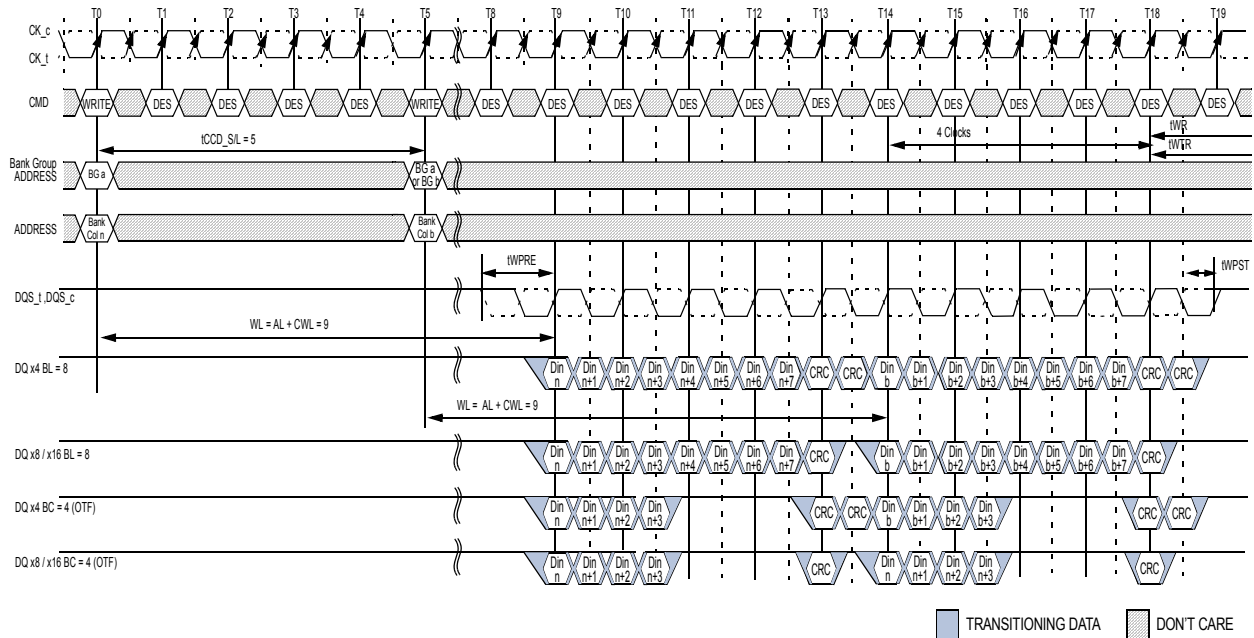 T0 T1 T2 T3 T4 T5 T8 T9 T10 T11 T12 T13 T14 T15 T16 T17 T18 T19
CK_c
CK_t
CMD WRITE DES DES DES DES WRITE DES DES DES DES DES DES DES DES DES DES DES DES
tCCD_S/L = 5
4 Clocks
tWR
tWTR
Bank Group
ADDRESS
BG a
BG a
or BG b
ADDRESS
Bank
Col n
Bank
Col b
tWPRE
tWPST
DQS_t ,DQS_c
WL = AL + CWL = 9
DQ x4 BL = 8
Din Din Din Din Din Din Din Din CRC CRC Din Din Din Din Din Din Din Din CRC CRC
n n+1 n+2 n+3 n+4 n+5 n+6 n+7 b b+1 b+2 b+3 b+4 b+5 b+6 b+7
WL = AL + CWL = 9
DQ x8 / x16 BL = 8
Din Din Din Din Din Din Din Din CRC Din Din Din Din Din Din Din Din CRC
n n+1 n+2 n+3 n+4 n+5 n+6 n+7 b b+1 b+2 b+3 b+4 b+5 b+6 b+7
DQ x4 BC = 4 (OTF)
Din Din Din Din CRC CRC Din Din Din Din CRC CRC
n n+1 n+2 n+3 b b+1 b+2 b+3
DQ x8 / x16 BC = 4 (OTF)
Din Din Din Din CRC Din Din Din Din CRC
n n+1 n+2 n+3 n n+1 n+2 n+3
TRANSITIONING DATA
DON'T CARE